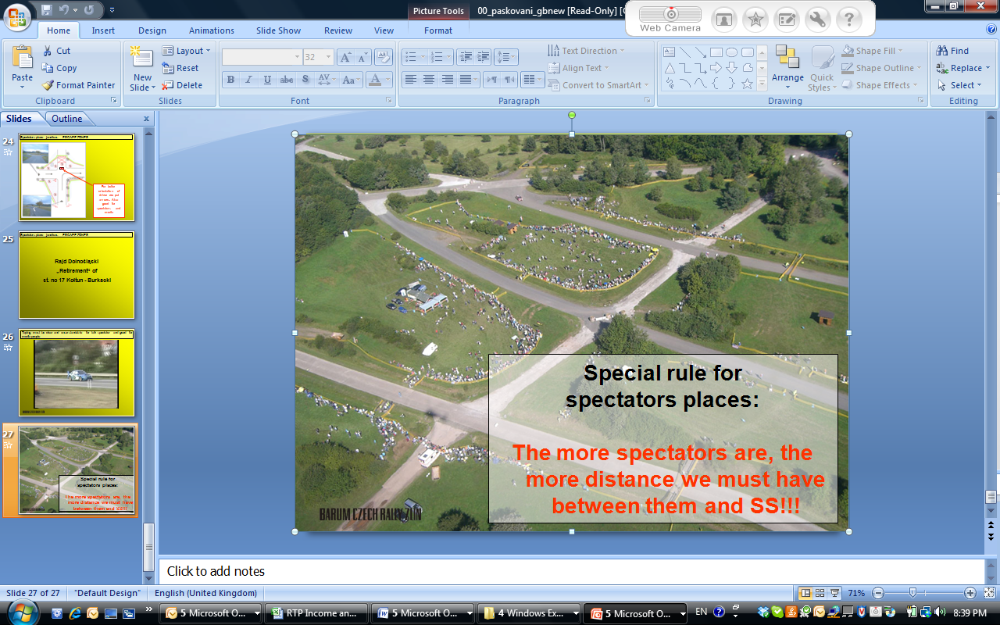 Picture Tools
00_paskovani_gbnew [Read-Only]
Web Camera
Home
Insert
Design
Animations
Slide Show
Review
View
Format
Paste
Cut
Copy
Format Painter
Clipboard
New Slide
Layout
Reset
Delete
Slides
32
Font
Text Direction
Align Text
Convert to SmartArt
Paragraph
Arrange
Quick Styles
Shape Fill
Shape Outline
Shape Effects
Drawing
Find
Replace
Select
Editing
Slides
Outline
24
25
Rajd Dolnośląski
„Retirement” of
st. no 17 Kołtun - Burkacki
26
27
Special rule for
spectators places:
The more spectators are, the
more distance we must have
between them and SS!!!
Special rule for
spectators places:
The more spectators are, the
more distance we must have
between them and SS!!!
BARUM CZECH RALLY ZLÍN
Click to add notes
Slide 27 of 27
"Default Design"
English (United Kingdom)
71%
5 Microsoft O...
RTP Income an...
5 Microsoft O...
4 Windows Ex...
5 Microsoft O...
EN
8:39 PM